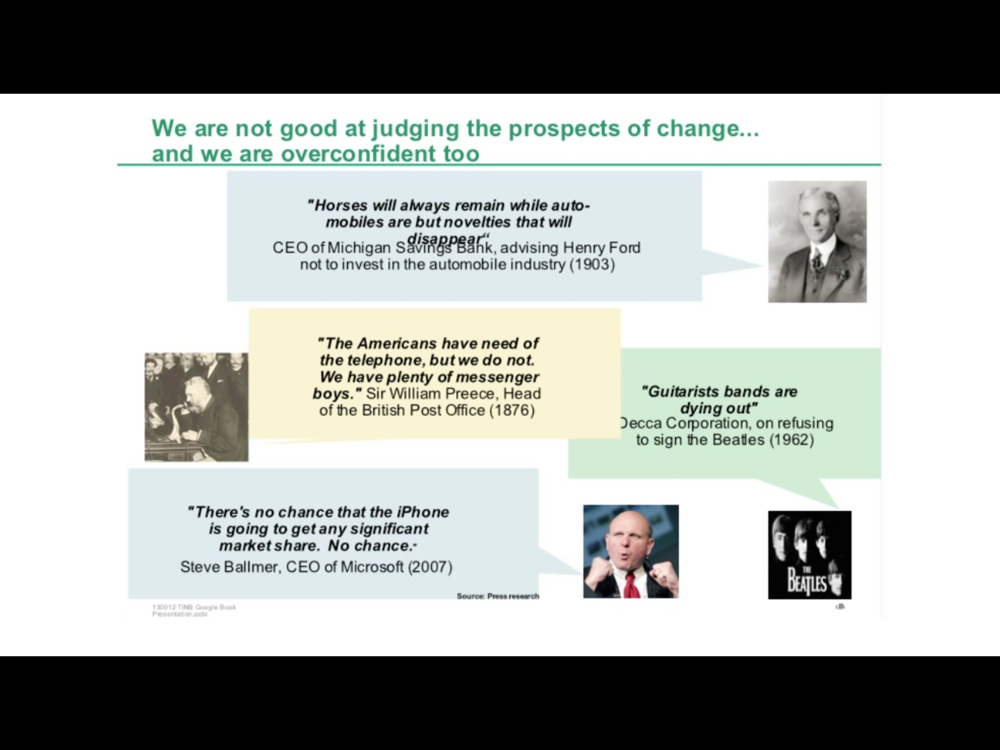 We are not good at judging the prospects of change...
and we are overconfident too
"Horses will always remain while auto-
mobiles are but novelties that will
disappear“
CEO of Michigan Savings Bank, advising Henry Ford
not to invest in the automobile industry (1903)
"The Americans have need of
the telephone, but we do not.
We have plenty of messenger
boys." Sir William Preece, Head
of the British Post Office (1876)
"Guitarists bands are
dying out"
Decca Corporation, on refusing
to sign the Beatles (1962)
"There's no chance that the iPhone
is going to get any significant
market share. No chance.-
Steve Ballmer, CEO of Microsoft (2007)
THE
BEATLES
Source: Press research
130912 TINB Google Book
Presentation.pptx
‹#›